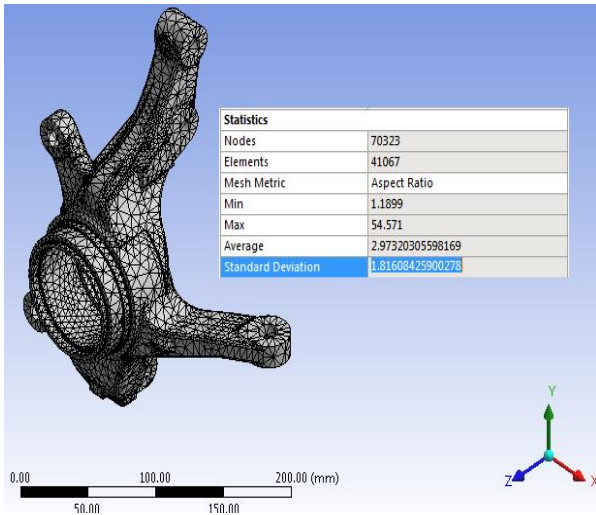 Statistics
Nodes 70323
Elements 41067
Mesh Metric Aspect Ratio
Min 1.1899
Max 54.571
Average 2.97320305598169
Standard Deviation 1.81608425900278
Y
Z X
0.00 100.00 200.00 (mm)
50.00 150.00